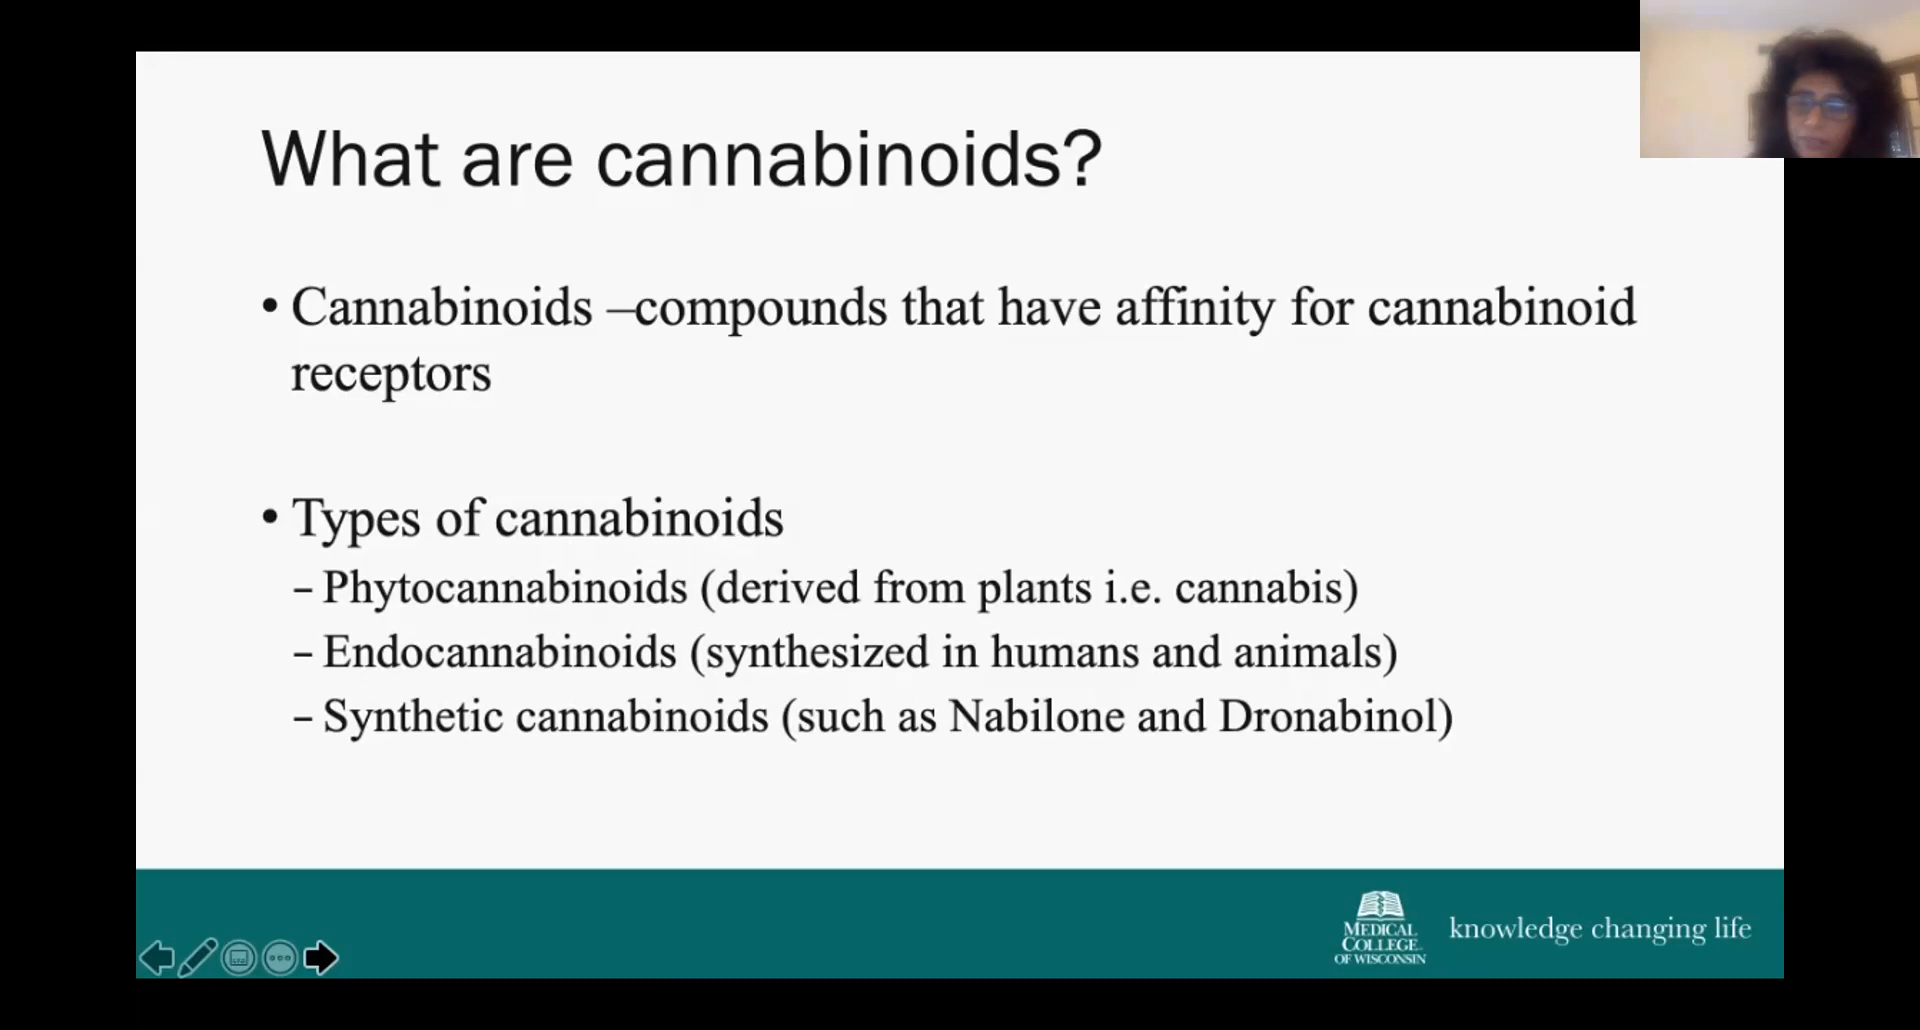 What are cannabinoids?
• Cannabinoids –compounds that have affinity for cannabinoid
receptors
• Types of cannabinoids
– Phytocannabinoids (derived from plants i.e. cannabis)
– Endocannabinoids (synthesized in humans and animals)
– Synthetic cannabinoids (such as Nabilone and Dronabinol)
MEDICAL
COLLEGE
OF WISCONSIN
knowledge changing life